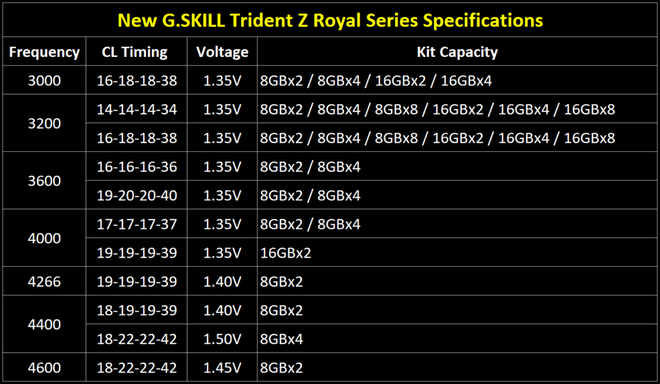 New G.SKILL Trident Z Royal Series Specifications
Frequency CL Timing Voltage Kit Capacity
3000 16-18-18-38 1.35V 8GBx2 / 8GBx4 / 16GBx2 / 16GBx4
3200 14-14-14-34 1.35V 8GBx2 / 8GBx4 / 8GBx8 / 16GBx2 / 16GBx4 / 16GBx8
16-18-18-38 1.35V 8GBx2 / 8GBx4 / 8GBx8 / 16GBx2 / 16GBx4 / 16GBx8
3600 16-16-16-36 1.35V 8GBx2 / 8GBx4
19-20-20-40 1.35V 8GBx2 / 8GBx4
4000 17-17-17-37 1.35V 8GBx2 / 8GBx4
19-19-19-39 1.35V 16GBx2
4266 19-19-19-39 1.40V 8GBx2
4400 18-19-19-39 1.40V 8GBx2
18-22-22-42 1.50V 8GBx4
4600 18-22-22-42 1.45V 8GBx2